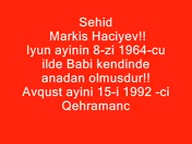 Sehid
Markis Haciyev!!
Iyun ayinin 8-zi 1964-cu
ilde Babi kendinde
anadan olmusdur!!
Avqust ayini 15-i 1992 -ci
Qehramanc